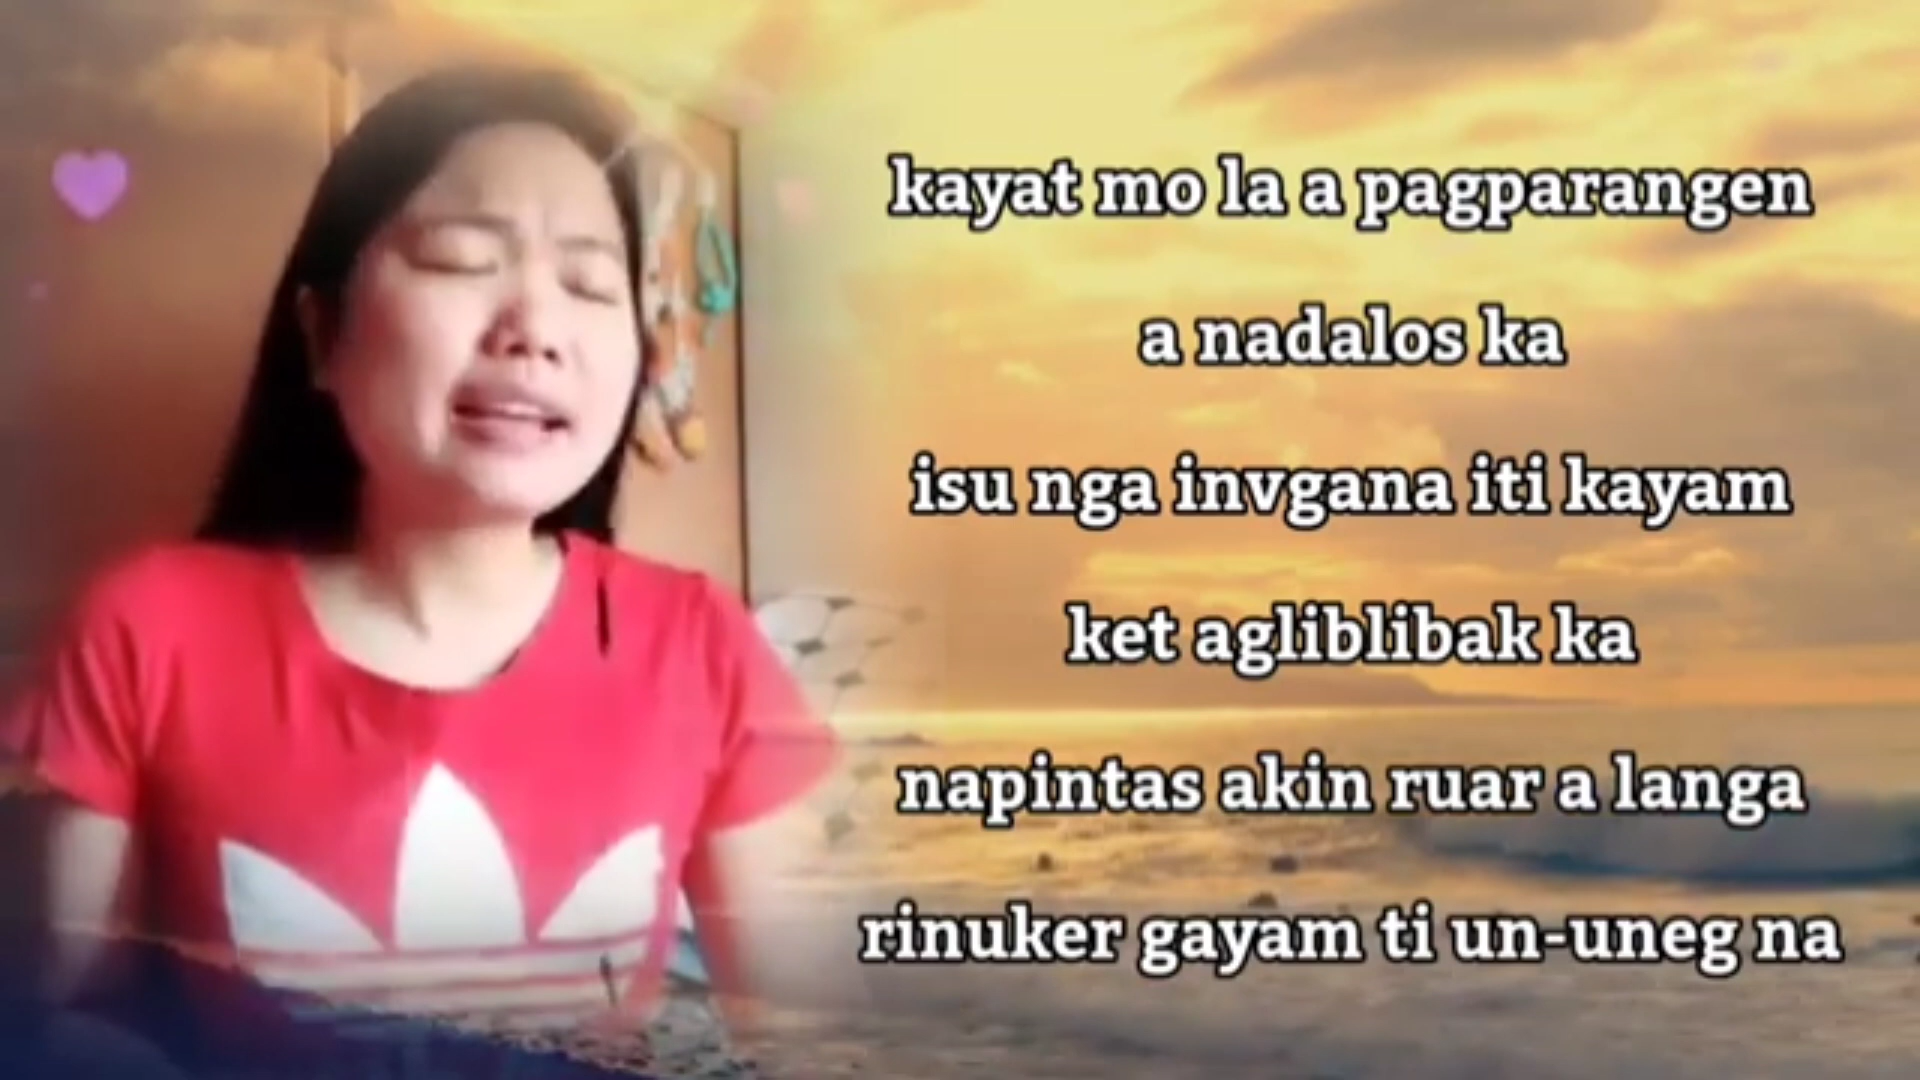 kayat mo la a pagparangen
a nadalos ka
isu nga invgana iti kayam
ket agliblibak ka
napintas akin ruar a langa
rinuker gayam ti un-uneg na